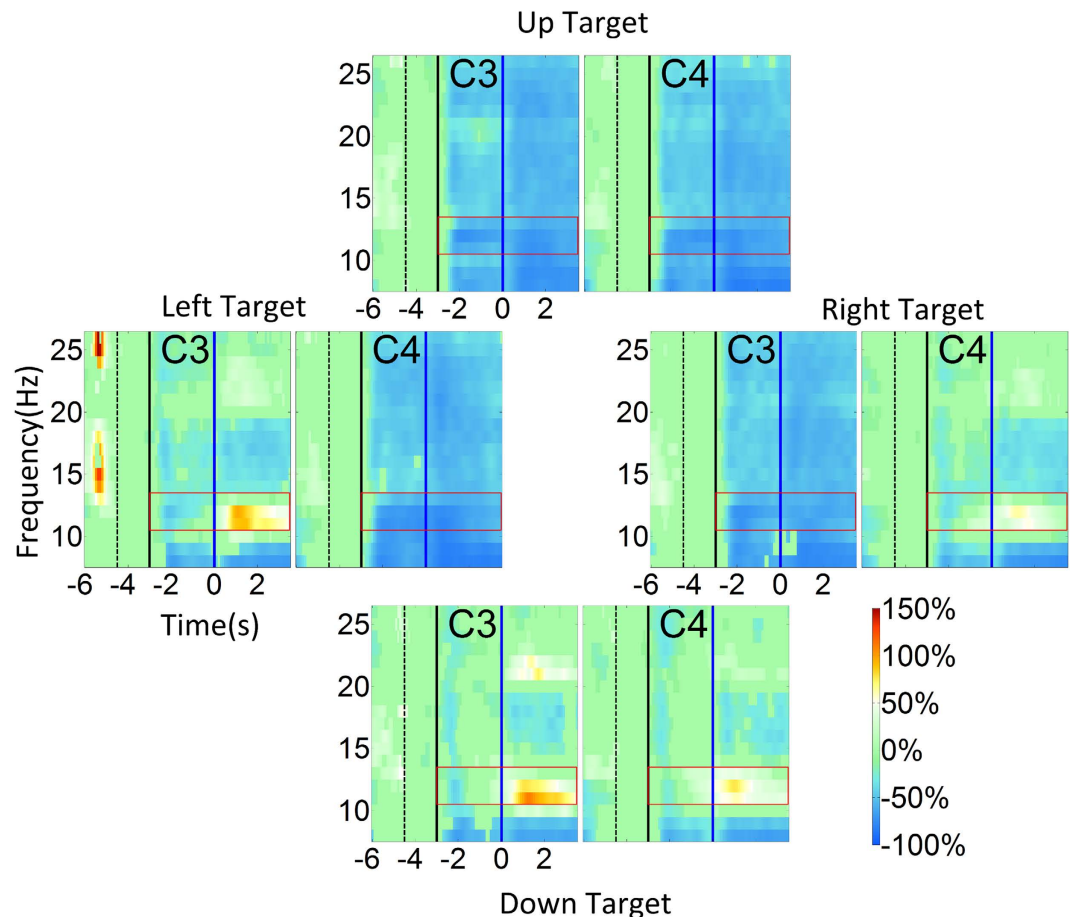 Up Target
C3
C4
25
20
15
10
-6 -4 -2 0 2
Left Target
Right Target
C3
C4
C3
C4
25
20
15
10
Frequency(Hz)
-6 -4 -2 0 2
-6 -4 -2 0 2
Time(s)
C3
C4
25
20
15
10
-6 -4 -2 0 2
150%
100%
50%
0%
-50%
-100%
Down Target